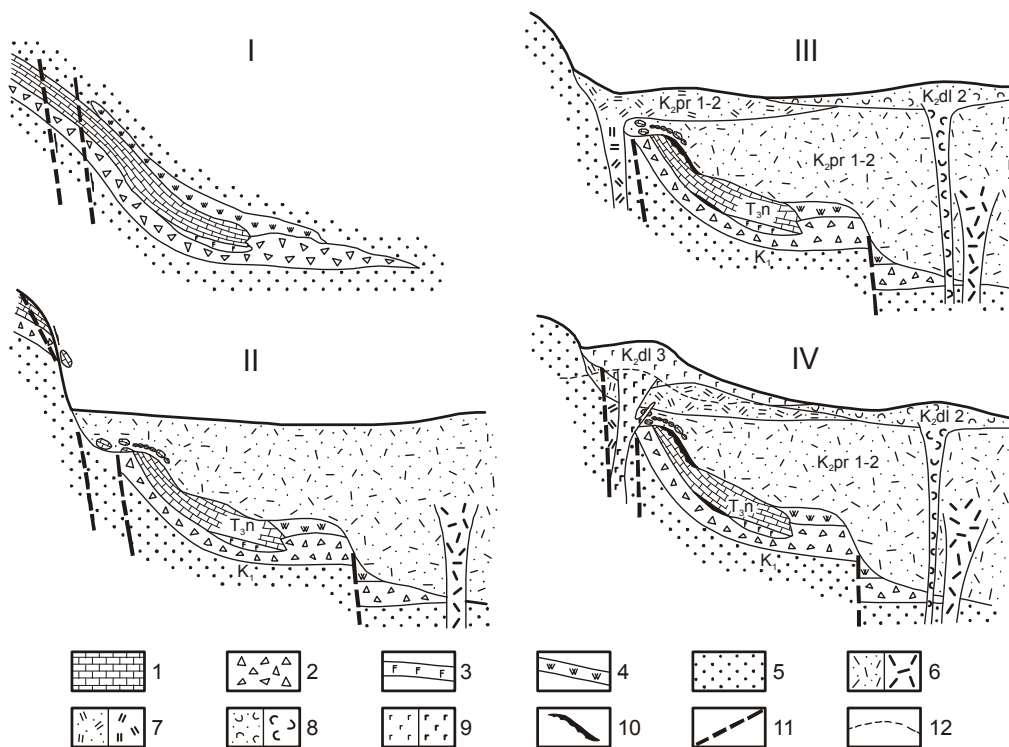 I
III
K₂pr 1-2
K₂dl 2
K₂pr 1-2
T₃n
K₁
II
T₃n
K₁
IV
K₂dl 3
K₂dl 2
K₂pr 1-2
T₃n
K₁
1 2 3 4 5 6
7 8 9 10 11 12